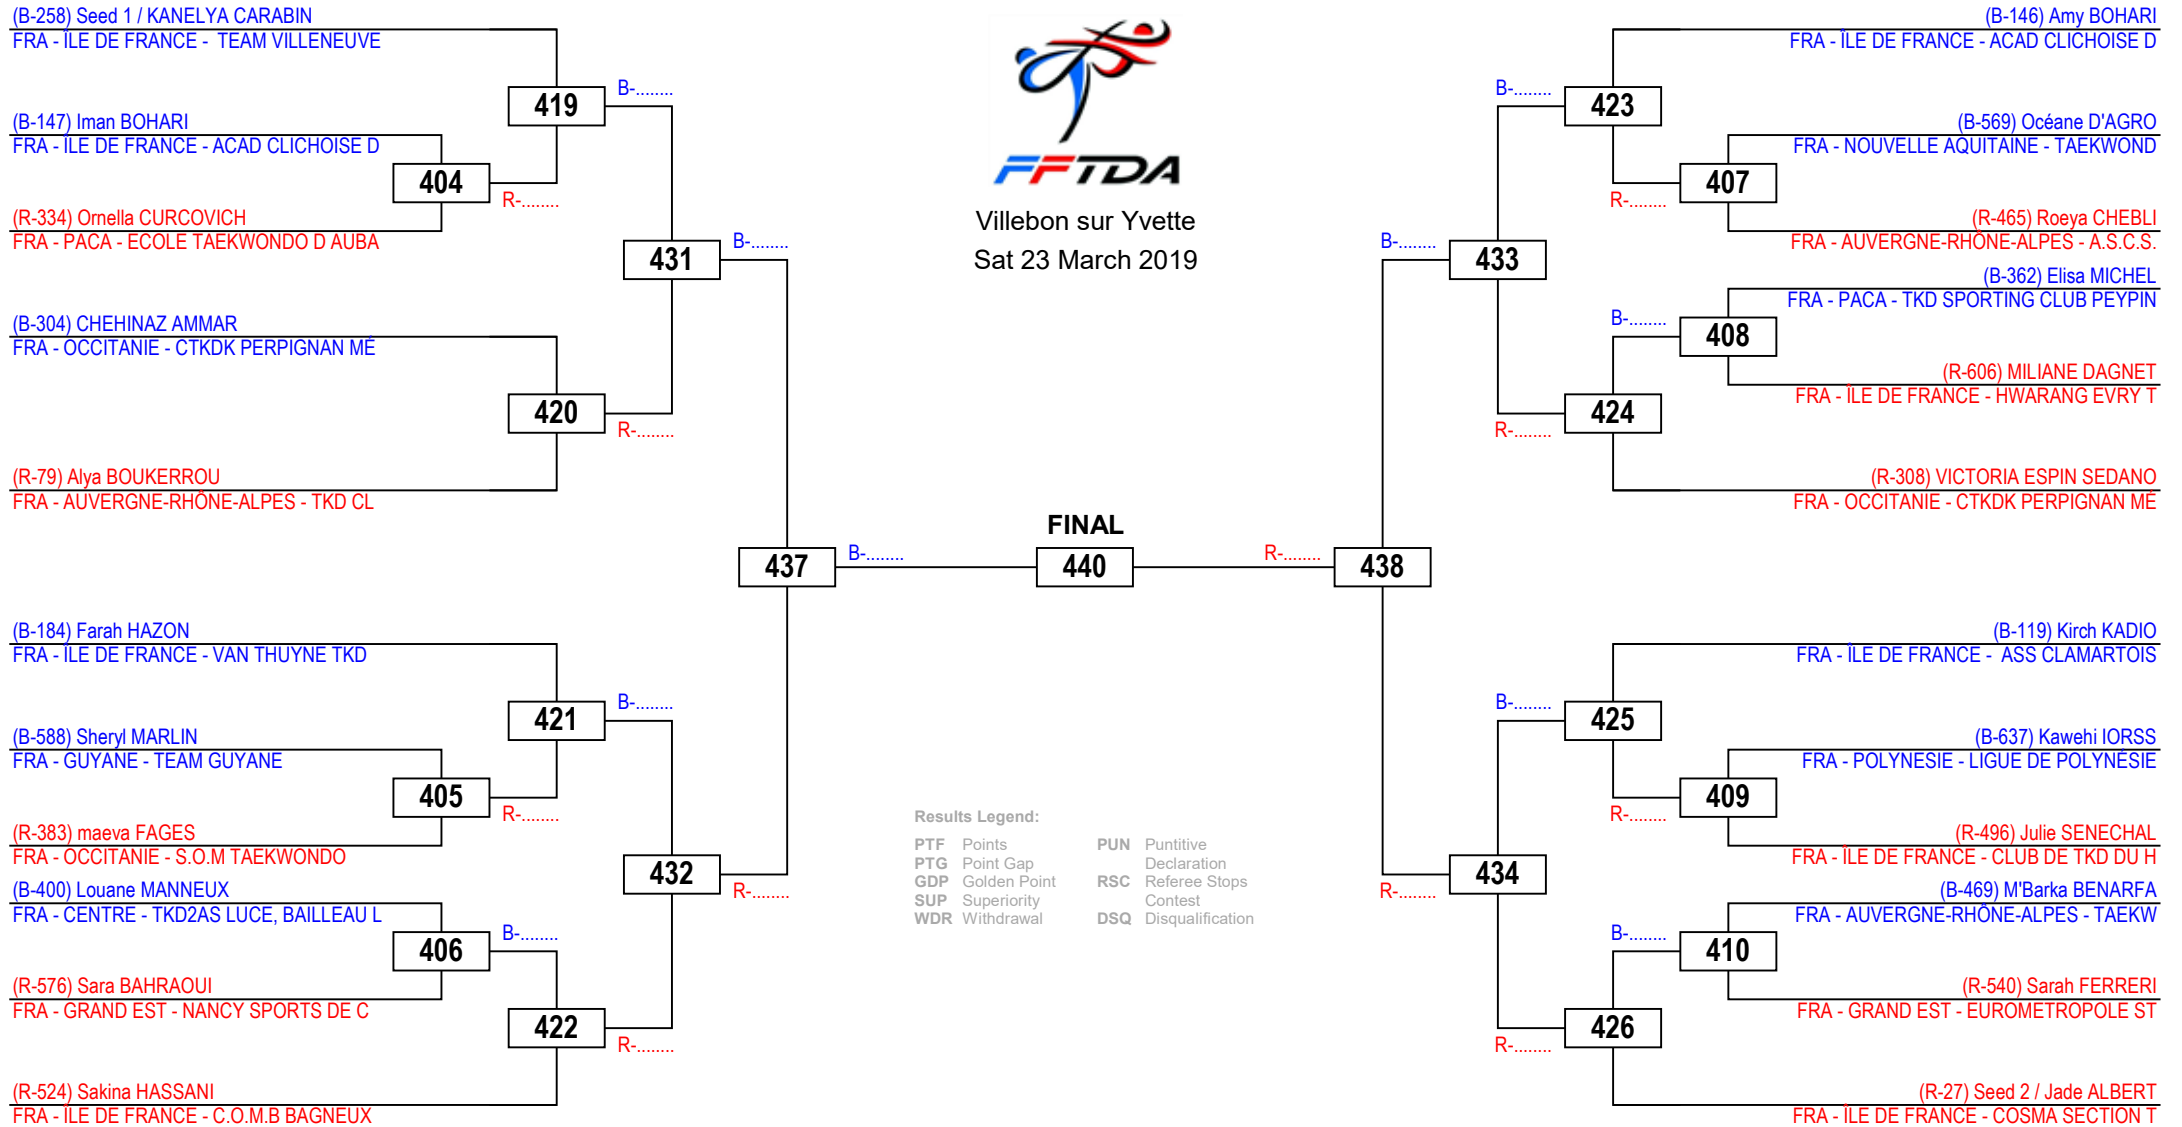 (B-258) Seed 1 / KANELYA CARABIN
FRA - ÎLE DE FRANCE -  TEAM VILLENEUVE
419
B-........
(B-147) Iman BOHARI
FRA - ÎLE DE FRANCE - ACAD CLICHOISE D
404
R-........
(R-334) Ornella CURCOVICH
FRA - PACA - ECOLE TAEKWONDO D AUBA
431
B-........
(B-304) CHEHINAZ AMMAR
FRA - OCCITANIE - CTKDK PERPIGNAN MÉ
420
R-........
(R-79) Alya BOUKERROU
FRA - AUVERGNE-RHÔNE-ALPES - TKD CL
437
B-........
(B-184) Farah HAZON
FRA - ÎLE DE FRANCE - VAN THUYNE TKD
421
B-........
(B-588) Sheryl MARLIN
FRA - GUYANE - TEAM GUYANE
405
R-........
(R-383) maeva FAGES
FRA - OCCITANIE - S.O.M TAEKWONDO
432
R-........
(B-400) Louane MANNEUX
FRA - CENTRE - TKD2AS LUCE, BAILLEAU L
406
B-........
(R-576) Sara BAHRAOUI
FRA - GRAND EST - NANCY SPORTS DE C
422
R-........
(R-524) Sakina HASSANI
FRA - ÎLE DE FRANCE - C.O.M.B BAGNEUX
FFTDA
Villebon sur Yvette
Sat 23 March 2019
FINAL
440
Results Legend:
PTF Points
PTG Point Gap
GDP Golden Point
SUP Superiority
WDR Withdrawal
PUN Puntitive
Declaration
RSC Referee Stops
Contest
DSQ Disqualification
(B-146) Amy BOHARI
FRA - ÎLE DE FRANCE - ACAD CLICHOISE D
B-........
423
(B-569) Océane D'AGRO
FRA - NOUVELLE AQUITAINE - TAEKWOND
407
R-........
(R-465) Roeya CHEBLI
FRA - AUVERGNE-RHÔNE-ALPES - A.S.C.S.
B-........
433
(B-362) Elisa MICHEL
FRA - PACA - TKD SPORTING CLUB PEYPIN
B-........
408
(R-606) MILIANE DAGNET
FRA - ÎLE DE FRANCE - HWARANG EVRY T
424
R-........
(R-308) VICTORIA ESPIN SEDANO
FRA - OCCITANIE - CTKDK PERPIGNAN MÉ
R-........
438
(B-119) Kirch KADIO
FRA - ÎLE DE FRANCE -  ASS CLAMARTOIS
B-........
425
(B-637) Kawehi IORSS
FRA - POLYNESIE - LIGUE DE POLYNÉSIE
409
R-........
(R-496) Julie SENECHAL
FRA - ÎLE DE FRANCE - CLUB DE TKD DU H
434
R-........
(B-469) M'Barka BENARFA
FRA - AUVERGNE-RHÔNE-ALPES - TAEKW
B-........
410
(R-540) Sarah FERRERI
FRA - GRAND EST - EUROMETROPOLE ST
426
R-........
(R-27) Seed 2 / Jade ALBERT
FRA - ÎLE DE FRANCE - COSMA SECTION T